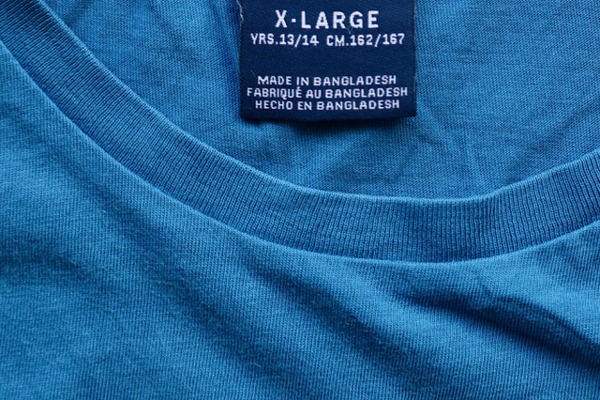 X·LARGE
YRS.13/14 CM.162/167
MADE IN BANGLADESH
FABRIQUÉ AU BANGLADESH
HECHO EN BANGLADESH